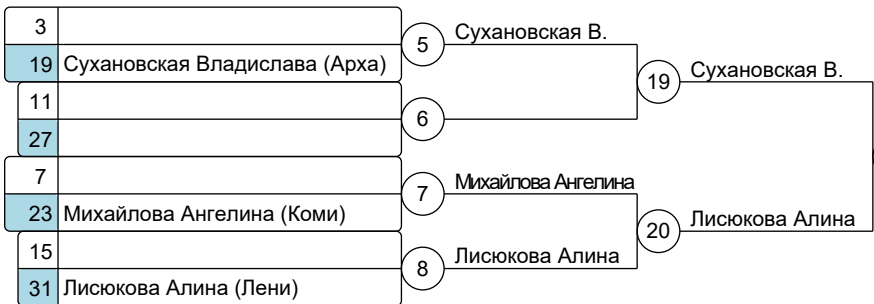 3
19 Сухановская Владислава (Арха)
5
Сухановская В.
11
27
6
19
Сухановская В.
7
23 Михайлова Ангелина (Коми)
7
Михайлова Ангелина
15
31 Лисюкова Алина (Лени)
8
Лисюкова Алина
20
Лисюкова Алина